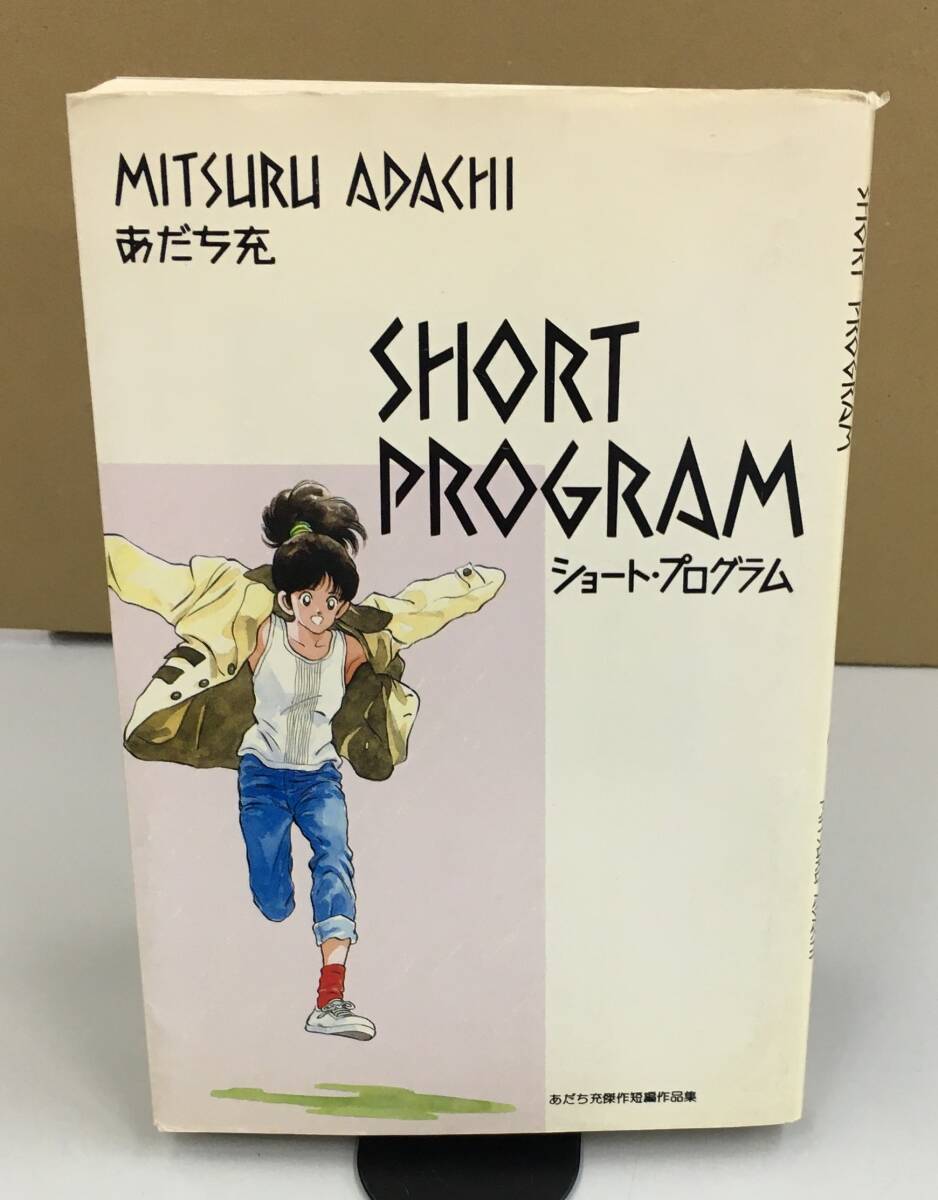 MITSURU ADACHI
あだち充
SHORT
PROGRAM
ショート・プログラム
あだち充傑作短編作品集
SHORT PROGRAM